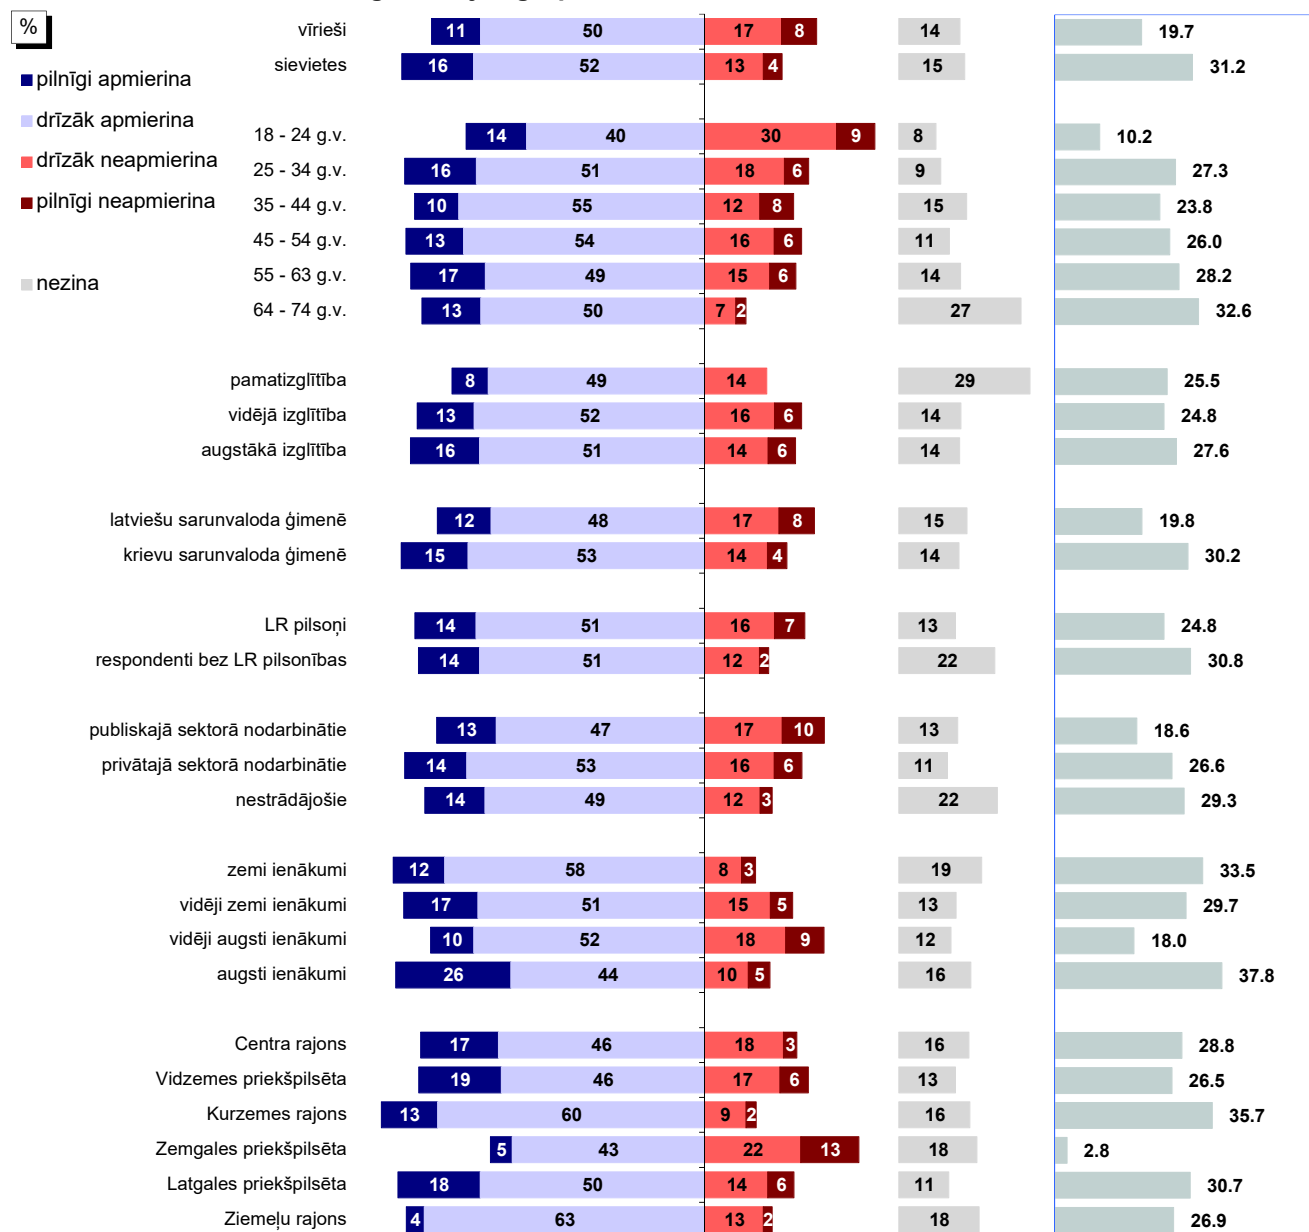 %
pilnīgi apmierina
drīzāk apmierina
drīzāk neapmierina
pilnīgi neapmierina
nezina
vīrieši 11 50 17 8 14 19.7
sievietes 16 52 13 4 15 31.2
18 - 24 g.v. 14 40 30 9 8 10.2
25 - 34 g.v. 16 51 18 6 9 27.3
35 - 44 g.v. 10 55 12 8 15 23.8
45 - 54 g.v. 13 54 16 6 11 26.0
55 - 63 g.v. 17 49 15 6 14 28.2
64 - 74 g.v. 13 50 7 2 27 32.6
pamatizglītība 8 49 14 29 25.5
vidējā izglītība 13 52 16 6 14 24.8
augstākā izglītība 16 51 14 6 14 27.6
latviešu sarunvaloda ģimenē 12 48 17 8 15 19.8
krievu sarunvaloda ģimenē 15 53 14 4 14 30.2
LR pilsoņi 14 51 16 7 13 24.8
respondenti bez LR pilsonības 14 51 12 2 22 30.8
publiskajā sektorā nodarbinātie 13 47 17 10 13 18.6
privātajā sektorā nodarbinātie 14 53 16 6 11 26.6
nestrādājošie 14 49 12 3 22 29.3
zemi ienākumi 12 58 8 3 19 33.5
vidēji zemi ienākumi 17 51 15 5 13 29.7
vidēji augsti ienākumi 10 52 18 9 12 18.0
augsti ienākumi 26 44 10 5 16 37.8
Centra rajons 17 46 18 3 16 28.8
Vidzemes priekšpilsēta 19 46 17 6 13 26.5
Kurzemes rajons 13 60 9 2 16 35.7
Zemgales priekšpilsēta 5 43 22 13 18 2.8
Latgales priekšpilsēta 18 50 14 6 11 30.7
Ziemeļu rajons 4 63 13 2 18 26.9